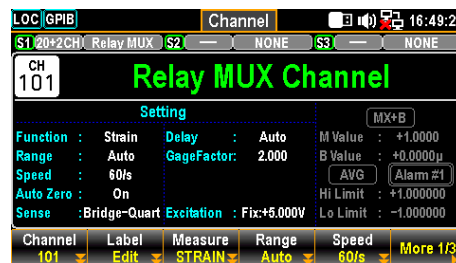 LOC GPIB Channel 16:49:2
S1 20+2CH Relay MUX S2 — NONE S3 — NONE
CH 101 Relay MUX Channel
Setting MX+B
Function : Strain Delay : Auto M Value : +1.0000
Range : Auto GageFactor: 2.000 B Value : +0.0000µ
Speed : 60/s AVG Alarm #1
Auto Zero : On Hi Limit : +1.000000
Sense :Bridge-Quart Excitation : Fix:+5.000V Lo Limit : −1.000000
Channel Label Measure Range Speed More 1/3
101 Edit STRAIN Auto 60/s